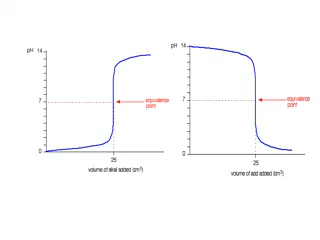 pH 14
equivalence
point
7
0
25
volume of alkali added (cm³)
pH 14
equivalence
point
7
0
25
volume of acid added (cm³)